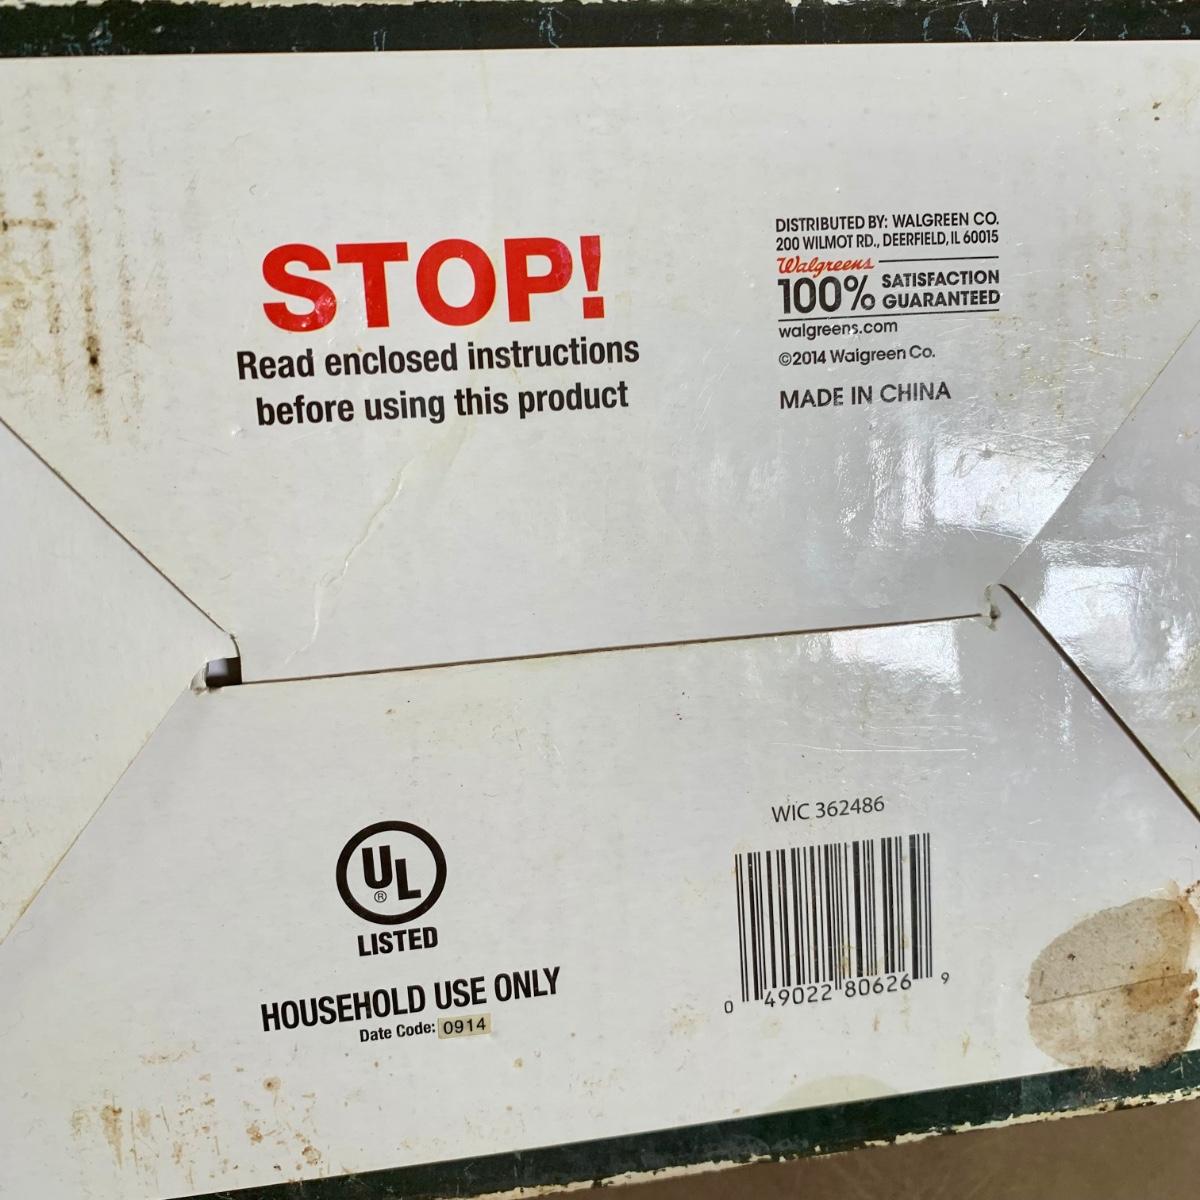 STOP!
Read enclosed instructions
before using this product
DISTRIBUTED BY: WALGREEN CO.
200 WILMOT RD., DEERFIELD, IL 60015
Walgreens
100% SATISFACTION
GUARANTEED
walgreens.com
©2014 Walgreen Co.
MADE IN CHINA
UL
®
LISTED
HOUSEHOLD USE ONLY
Date Code: 0914
WIC 362486
0 49022 80626 9